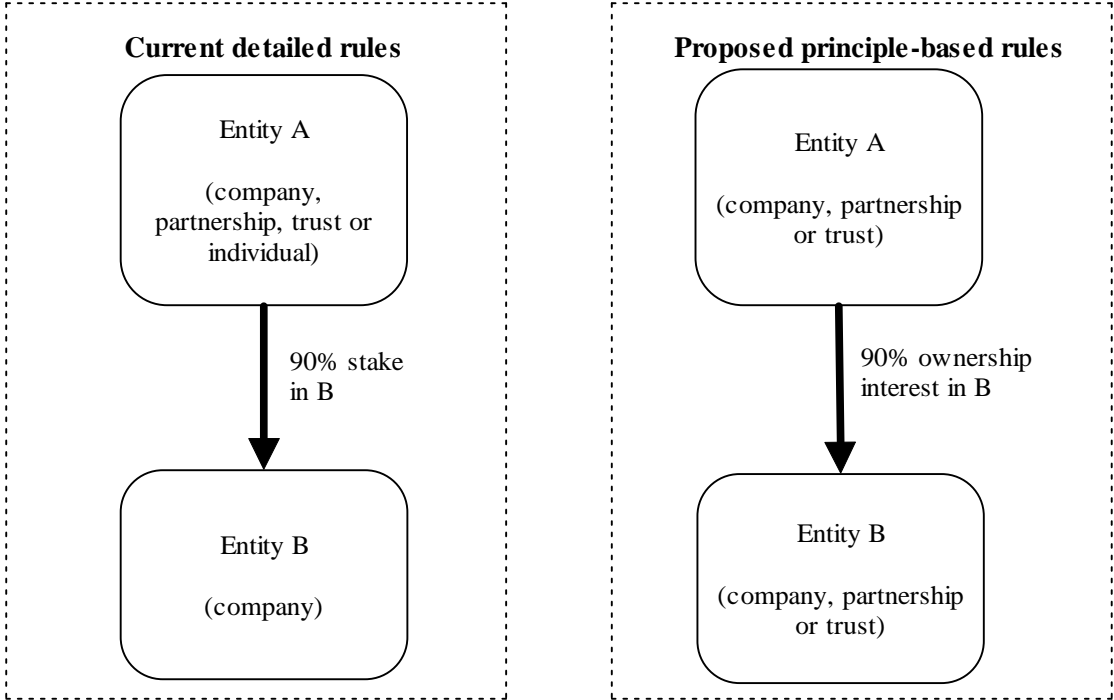 Current detailed rules
Entity A
(company,
partnership, trust or
individual)
90% stake
in B
Entity B
(company)
Proposed principle-based rules
Entity A
(company, partnership
or trust)
90% ownership
interest in B
Entity B
(company, partnership
or trust)